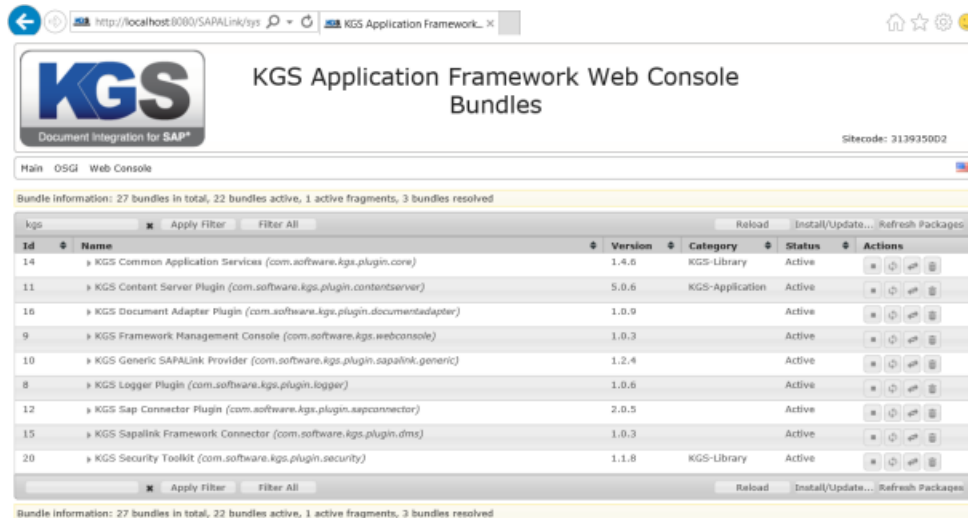 http://localhost:8080/SAPALink/sys
KGS Application Framework...
KGS
Document Integration for SAP®
KGS Application Framework Web Console
Bundles
Sitecode: 3139350D2
Main OSGi Web Console
Bundle information: 27 bundles in total, 22 bundles active, 1 active fragments, 3 bundles resolved
kgs Apply Filter Filter All Reload Install/Update... Refresh Packages
Id Name Version Category Status Actions
14 KGS Common Application Services (com.software.kgs.plugin.core) 1.4.6 KGS-Library Active
11 KGS Content Server Plugin (com.software.kgs.plugin.contentserver) 5.0.6 KGS-Application Active
16 KGS Document Adapter Plugin (com.software.kgs.plugin.documentadapter) 1.0.9 Active
9 KGS Framework Management Console (com.software.kgs.webconsole) 1.0.3 Active
10 KGS Generic SAPALink Provider (com.software.kgs.plugin.sapalink.generic) 1.2.4 Active
8 KGS Logger Plugin (com.software.kgs.plugin.logger) 1.0.6 Active
12 KGS Sap Connector Plugin (com.software.kgs.plugin.sapconnector) 2.0.5 Active
15 KGS Sapalink Framework Connector (com.software.kgs.plugin.dms) 1.0.3 Active
20 KGS Security Toolkit (com.software.kgs.plugin.security) 1.1.8 KGS-Library Active
Apply Filter Filter All Reload Install/Update... Refresh Packages
Bundle information: 27 bundles in total, 22 bundles active, 1 active fragments, 3 bundles resolved